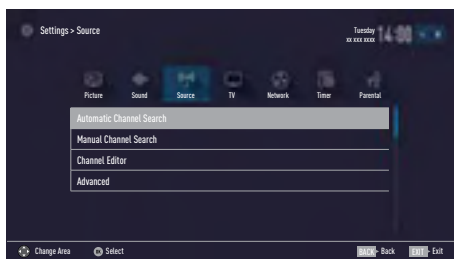 Settings > Source
Tuesday
xx xxx xxxx
14:00
Picture Sound Source TV Network Timer Parental
Automatic Channel Search
Manual Channel Search
Channel Editor
Advanced
Change Area OK Select BACK - Back EXIT - Exit